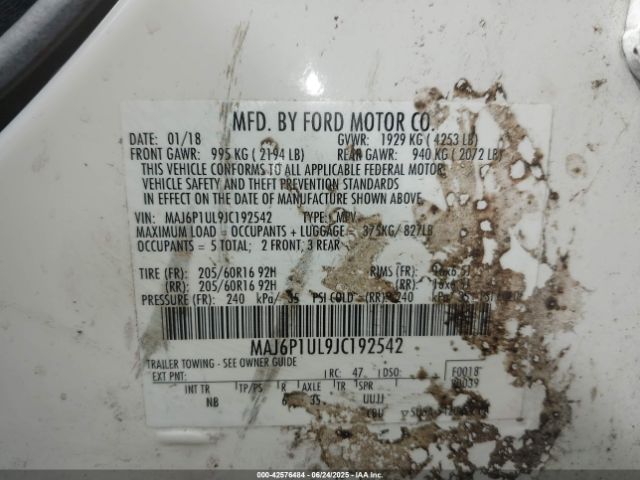 MFD. BY FORD MOTOR CO.
DATE: 01/18 GVWR: 1929 KG ( 4253 LB)
FRONT GAWR: 995 KG ( 2194 LB) REAR GAWR: 940 KG ( 2072 LB)
THIS VEHICLE CONFORMS TO ALL APPLICABLE FEDERAL MOTOR
VEHICLE SAFETY AND THEFT PREVENTION STANDARDS
IN EFFECT ON THE DATE OF MANUFACTURE SHOWN ABOVE.
VIN: MAJ6P1UL9JC192542 TYPE: MPV
MAXIMUM LOAD = OCCUPANTS + LUGGAGE = 375KG/ 827LB
OCCUPANTS = 5 TOTAL; 2 FRONT, 3 REAR
TIRE (FR): 205/60R16 92H RIMS (FR):
(RR): 205/60R16 92H (RR):
PRESSURE (FR): 240 kPa/ 35 PSI COLD (RR): 240 kPa
MAJ6P1UL9JC192542
TRAILER TOWING - SEE OWNER GUIDE
EXT PNT: RC: 47 DSO: F0018
INT TR TP/PS R AXLE TR SPR
NB 6 35 UUJJ
000-42576484 - 06/24/2025 - IAA, Inc.